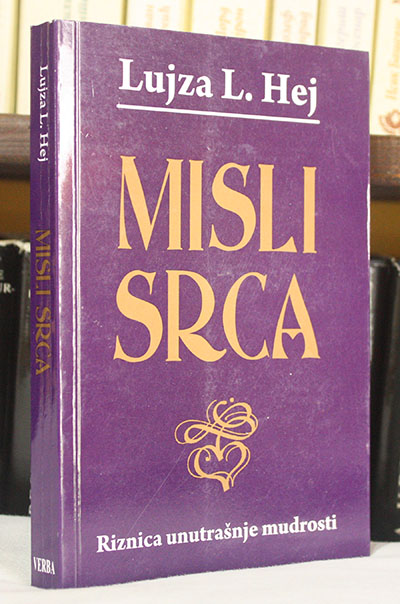 Lujza L. Hej
MISLI
SRCA
Riznica unutrašnje mudrosti
Lujza L. Hej
MISLI SRCA
VERBA